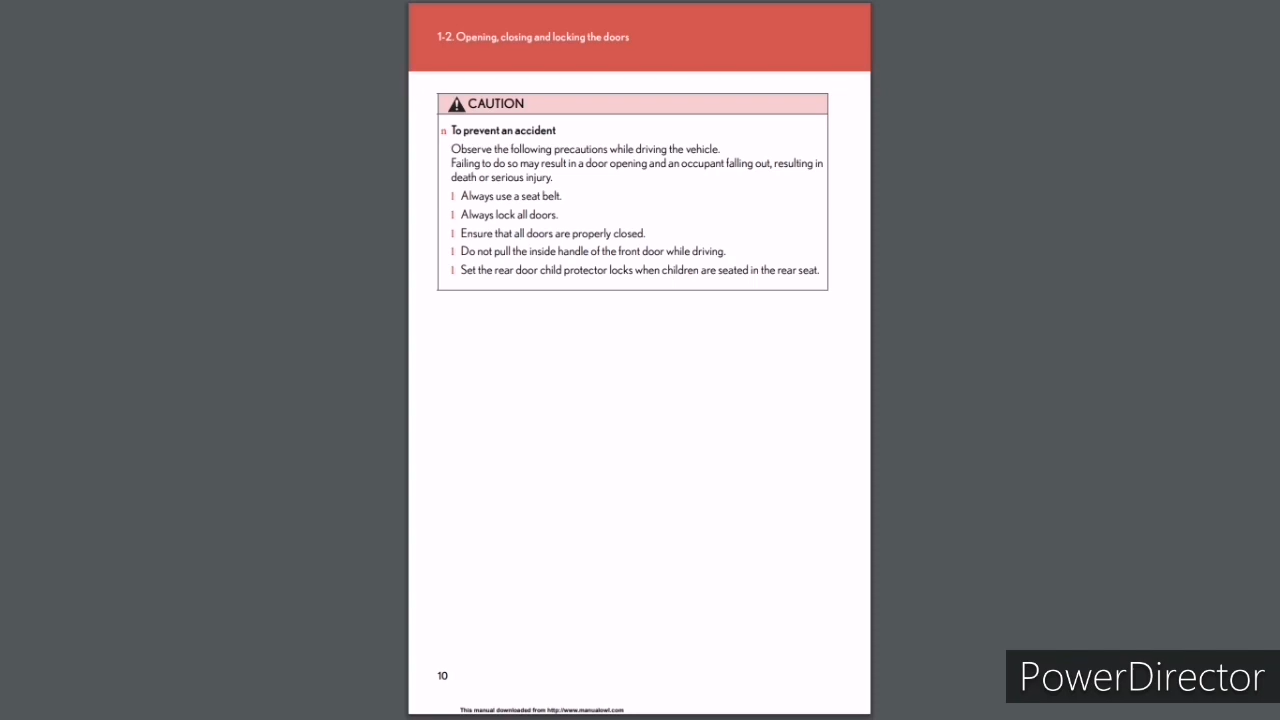 1-2. Opening, closing and locking the doors
CAUTION
n To prevent an accident
Observe the following precautions while driving the vehicle.
Failing to do so may result in a door opening and an occupant falling out, resulting in
death or serious injury.
l Always use a seat belt.
l Always lock all doors.
l Ensure that all doors are properly closed.
l Do not pull the inside handle of the front door while driving.
l Set the rear door child protector locks when children are seated in the rear seat.
10
This manual downloaded from http://www.manualowl.com
PowerDirector